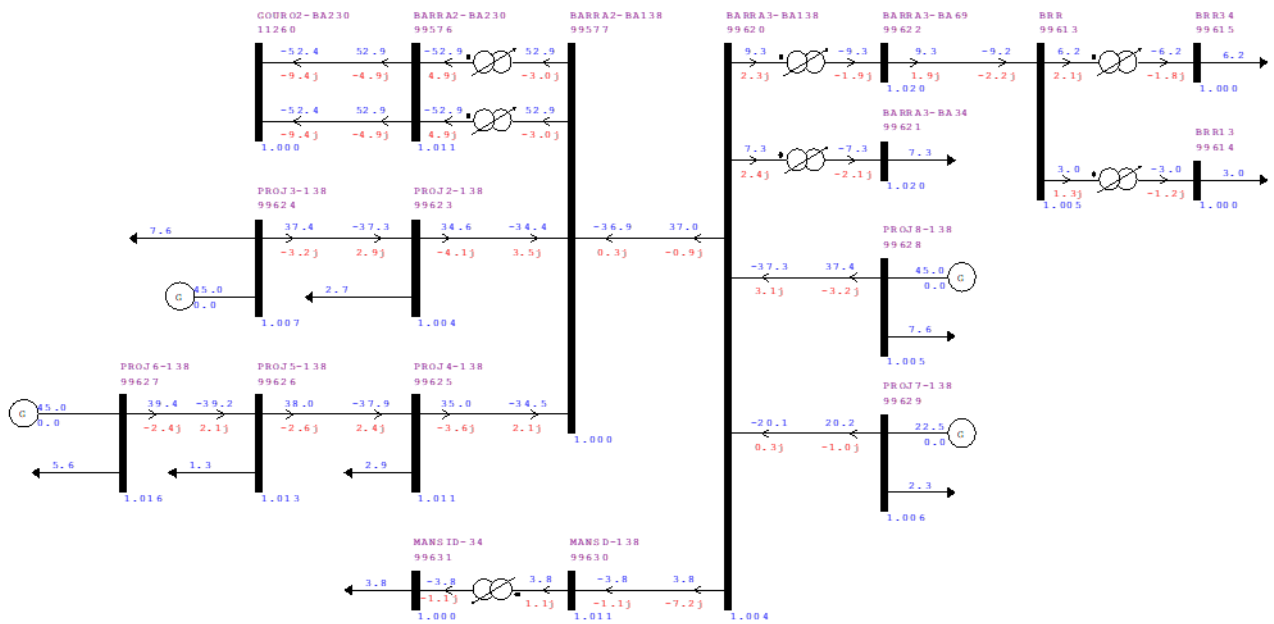 GOURO2-BA230 BARRA2-BA230 BARRA2-BA138 BARRA3-BA138 BARRA3-BA69 BRR BRR34
11260 99576 99577 99620 99622 99613 99615
-52.4 52.9 -52.9 52.9 9.3 -9.3 9.3 -9.2 6.2 -6.2 6.2
-9.4j -4.9j 4.9j -3.0j 2.3j -1.9j 1.9j -2.2j 2.1j -1.8j
1.020 1.000
-52.4 52.9 -52.9 52.9 BARRA3-BA34 BRR13
99621 99614
-9.4j -4.9j 4.9j -3.0j
1.000 1.011 7.3 -7.3 7.3
2.4j -2.1j 3.0 -3.0 3.0
1.020 1.3j -1.2j
1.005 1.000
PROJ3-138 PROJ2-138
99624 99623
7.6 37.4 -37.3 34.6 -34.4 -36.9 37.0 PROJ8-138
-3.2j 2.9j -4.1j 3.5j 0.3j -0.9j 99628
-37.3 37.4 45.0 G
3.1j -3.2j 0.0
G 45.0 2.7
0.0
1.007 1.004 7.6
1.005
PROJ6-138 PROJ5-138 PROJ4-138 PROJ7-138
99627 99626 99625 99629
G 45.0 39.4 -39.2 38.0 -37.9 35.0 -34.5
0.0 -2.4j 2.1j -2.6j 2.4j -3.6j 2.1j
1.000 -20.1 20.2 22.5 G
0.3j -1.0j 0.0
5.6 1.3 2.9
2.3
1.016 1.013 1.011 1.006
MANSID-34 MANSD-138
99631 99630
3.8 -3.8 3.8 -3.8 3.8
-1.1j 1.1j -1.1j -7.2j
1.000 1.011 1.004